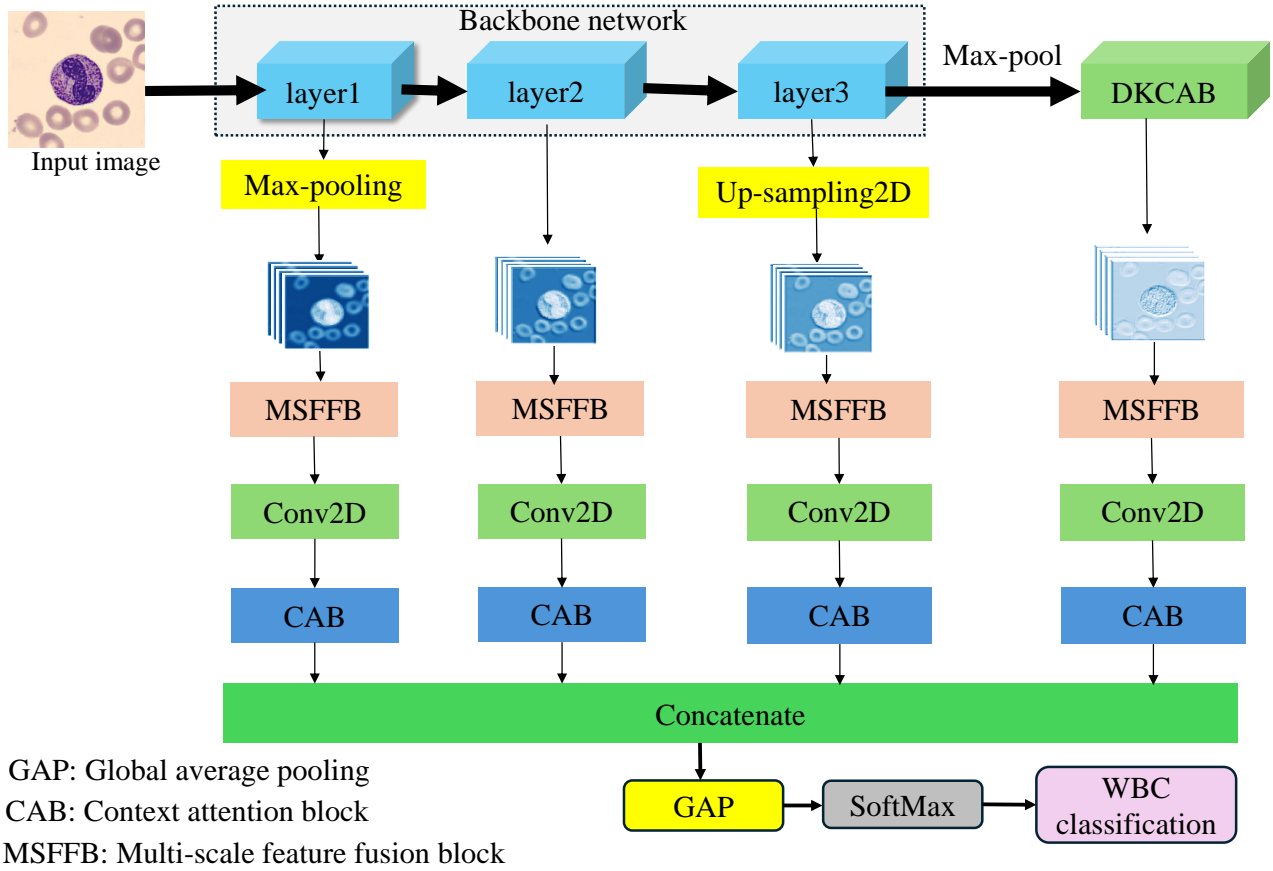 Backbone network
layer1
layer2
layer3
Max-pool
DKCAB
Input image
Max-pooling
Up-sampling2D
MSFFB
MSFFB
MSFFB
MSFFB
Conv2D
Conv2D
Conv2D
Conv2D
CAB
CAB
CAB
CAB
Concatenate
GAP: Global average pooling
CAB: Context attention block
MSFFB: Multi-scale feature fusion block
GAP
SoftMax
WBC
classification